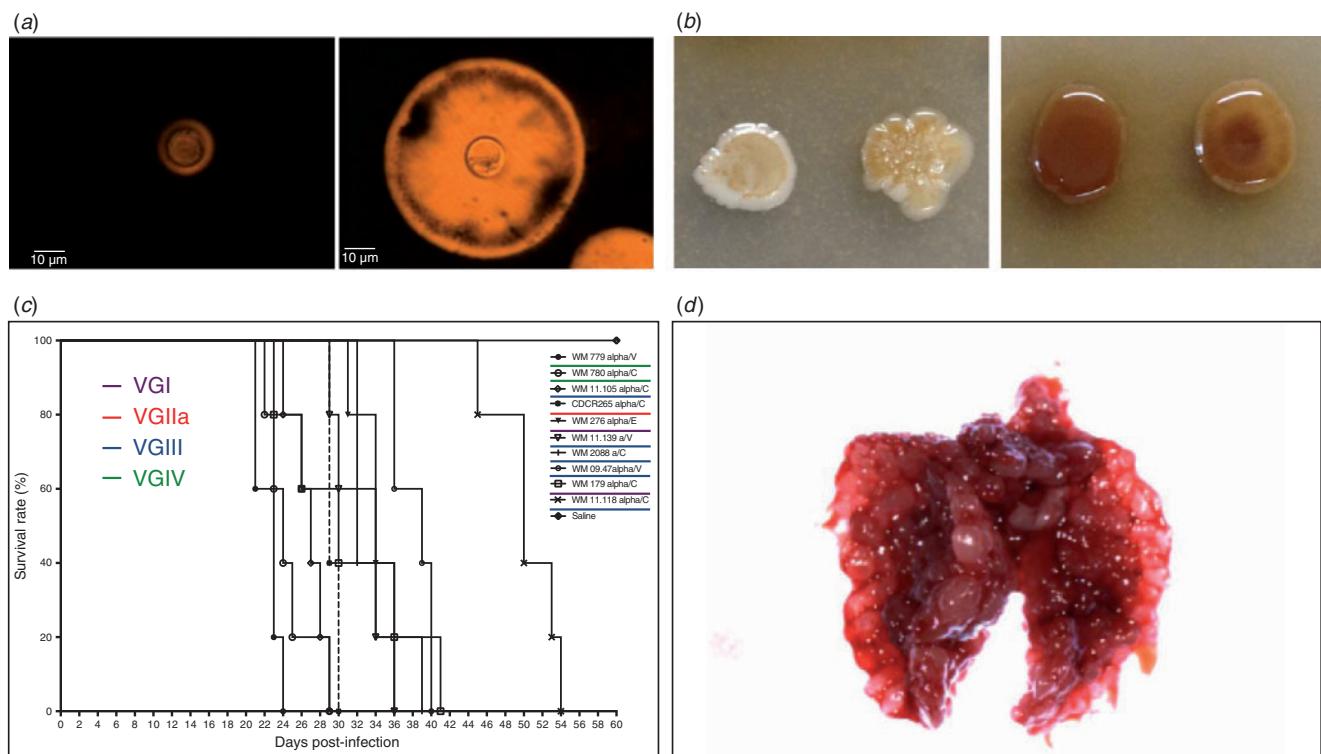 (a)
10 µm
10 µm
(b)
(c)
Survival rate (%)
100
80
60
40
20
0
VGI
VGIIa
VGIII
VGIV
WM 779 alpha/V
WM 780 alpha/C
WM 11.105 alpha/C
CDCR265 alpha/C
WM 276 alpha/E
WM 11.139 a/V
WM 2088 a/C
WM 09.47alpha/V
WM 179 alpha/C
WM 11.118 alpha/C
Saline
0 2 4 6 8 10 12 14 16 18 20 22 24 26 28 30 32 34 36 38 40 42 44 46 48 50 52 54 56 58 60
Days post-infection
(d)